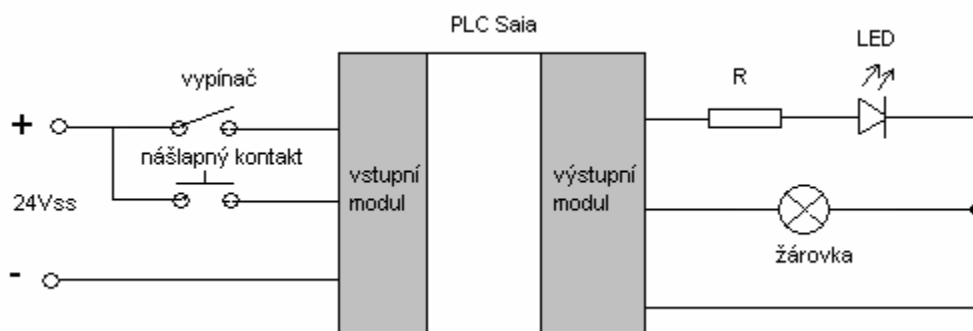 PLC Saia
LED
vypínač
R
+
nášlapný kontakt
24Vss
vstupní
modul
výstupní
modul
-
žárovka